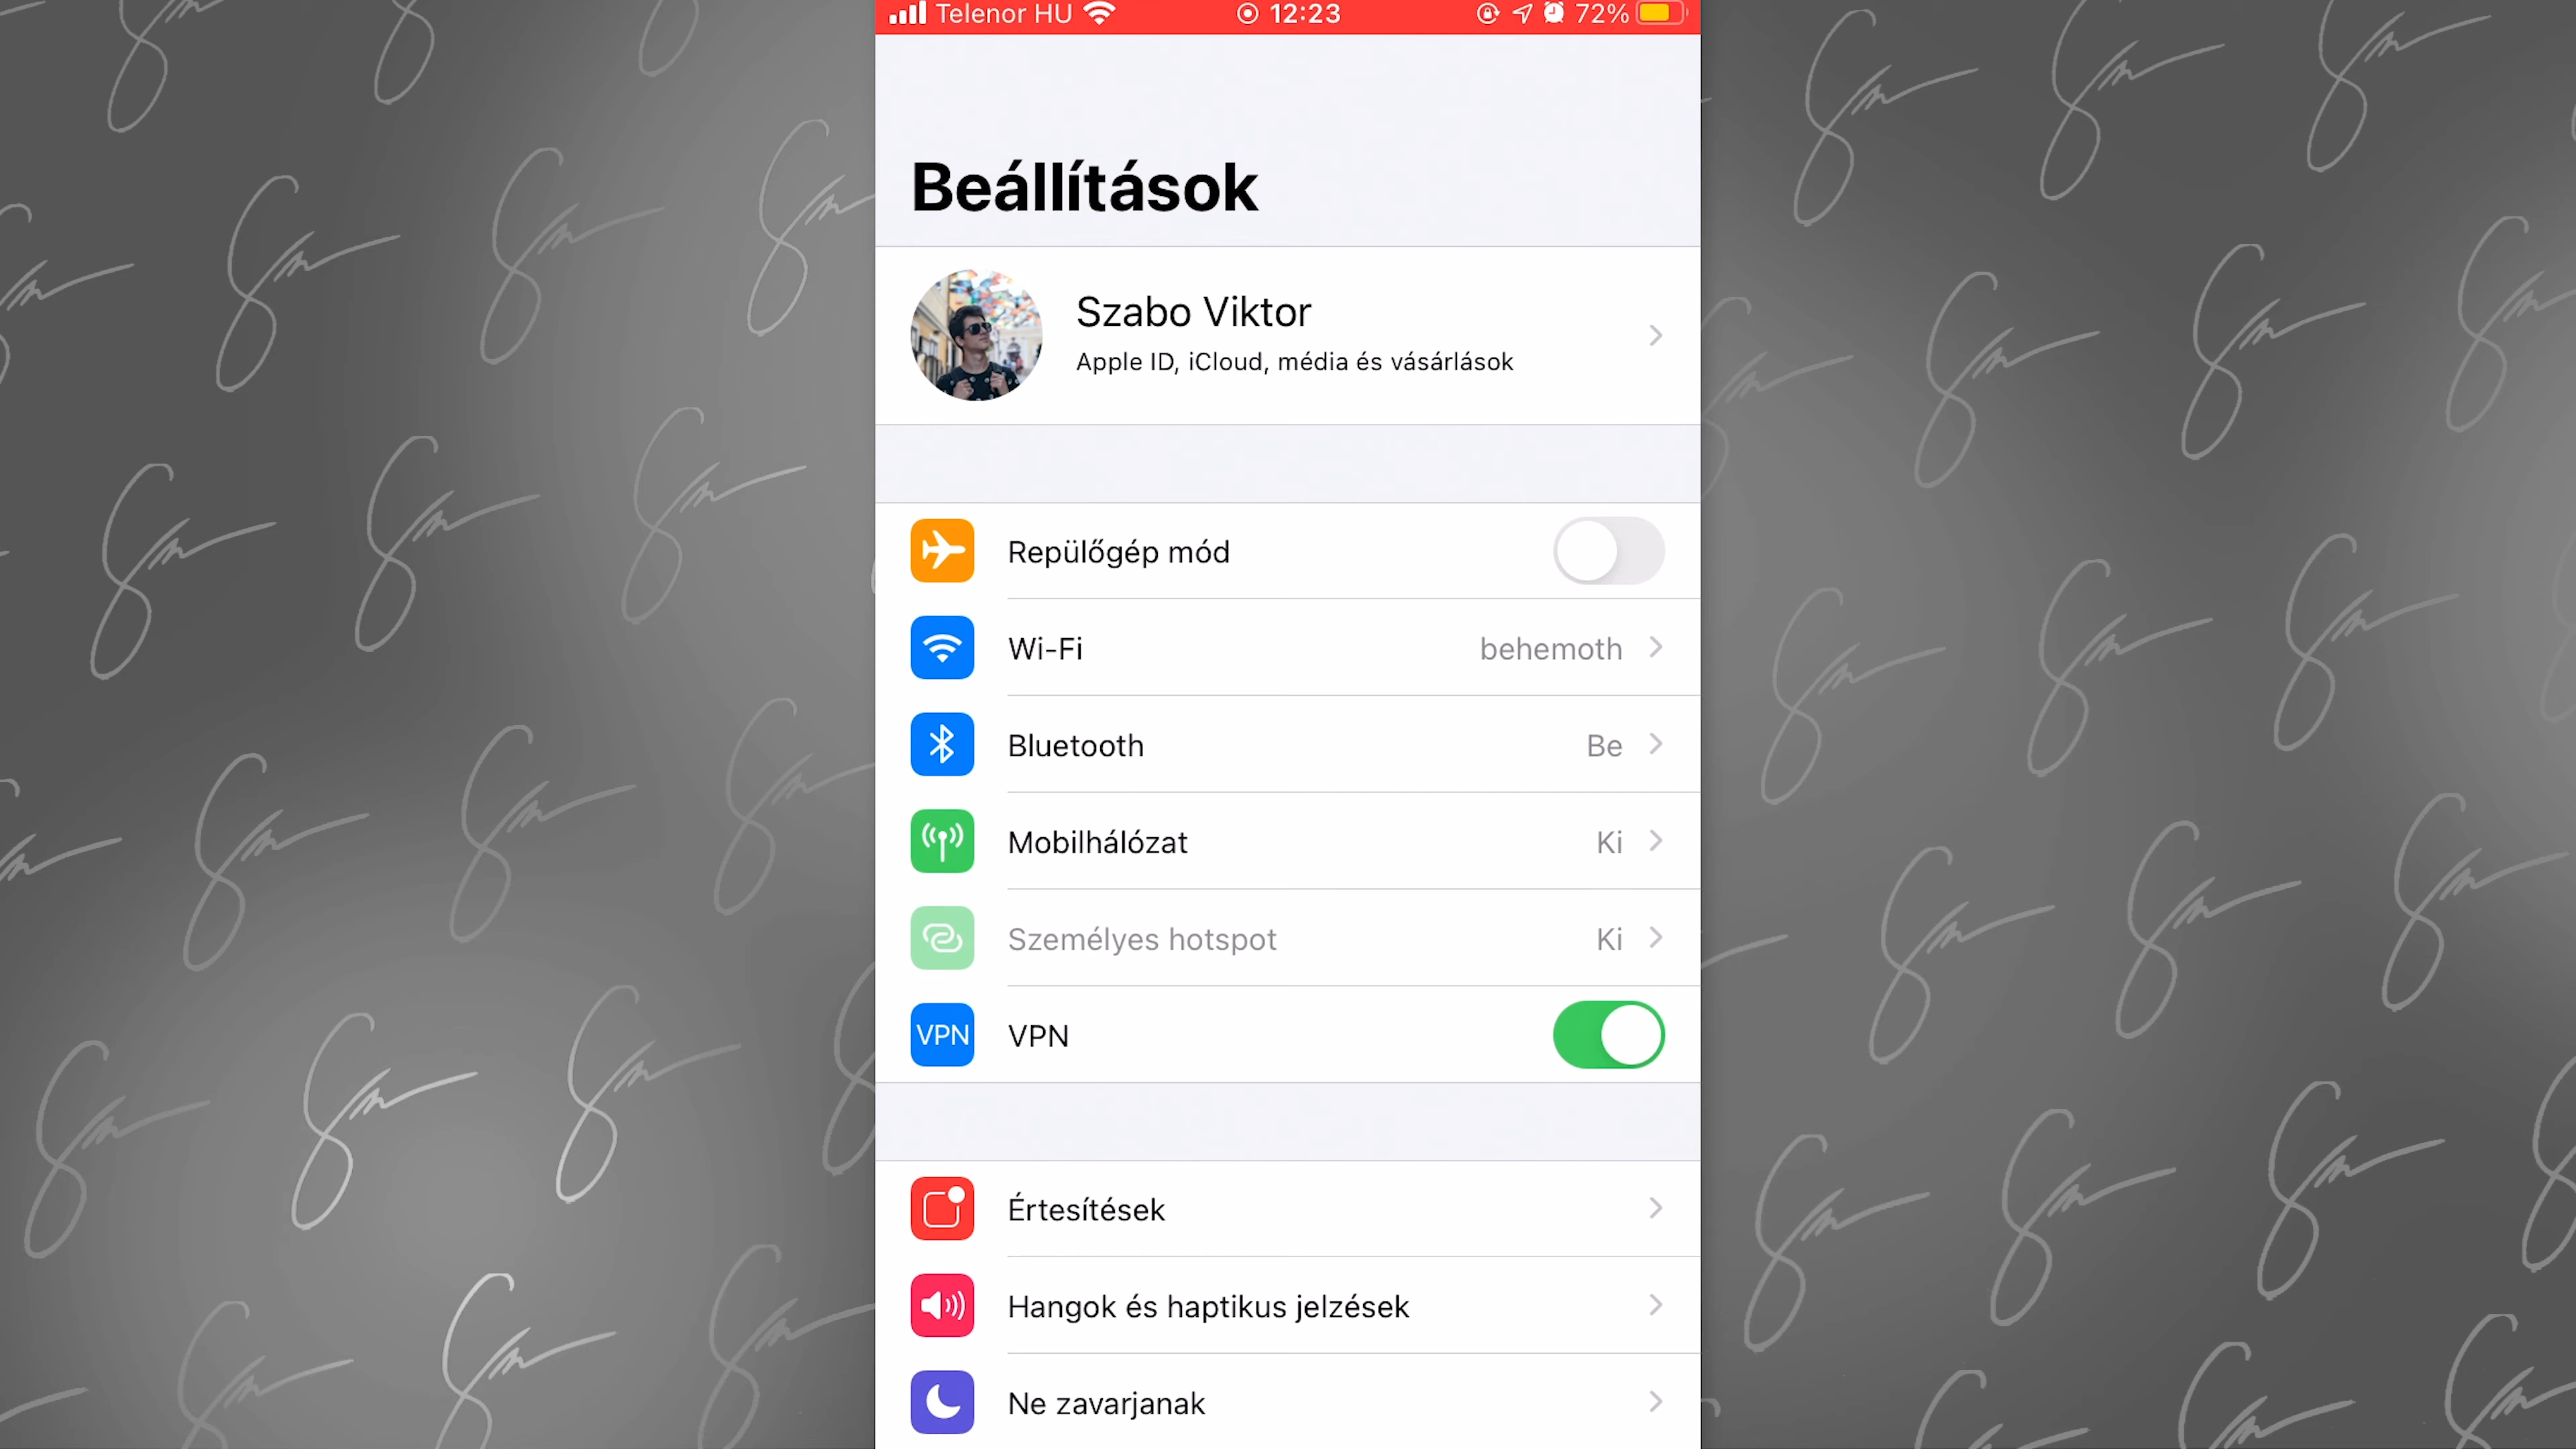 Telenor HU 12:23 72%
Beállítások
Szabo Viktor
Apple ID, iCloud, média és vásárlások
Repülőgép mód
Wi-Fi behemoth
Bluetooth Be
Mobilhálózat Ki
Személyes hotspot Ki
VPN VPN
Értesítések
Hangok és haptikus jelzések
Ne zavarjanak